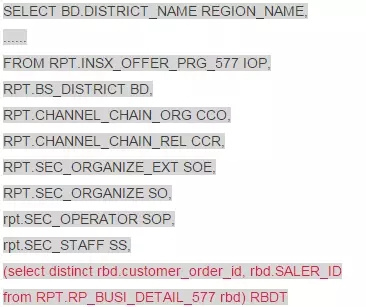 SELECT BD.DISTRICT_NAME REGION_NAME,
......
FROM RPT.INSX_OFFER_PRG_577 IOP,
RPT.BS_DISTRICT BD,
RPT.CHANNEL_CHAIN_ORG CCO,
RPT.CHANNEL_CHAIN_REL CCR,
RPT.SEC_ORGANIZE_EXT SOE,
RPT.SEC_ORGANIZE SO,
rpt.SEC_OPERATOR SOP,
rpt.SEC_STAFF SS,
(select distinct rbd.customer_order_id, rbd.SALER_ID
from RPT.RP_BUSI_DETAIL_577 rbd) RBDT